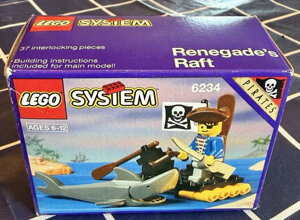 37 interlocking pieces
Building instructions
included for main model!
Renegade's
Raft
LEGO SYSTEM
6234
AGES 6-12
PIRATES
LEGO SYSTEM